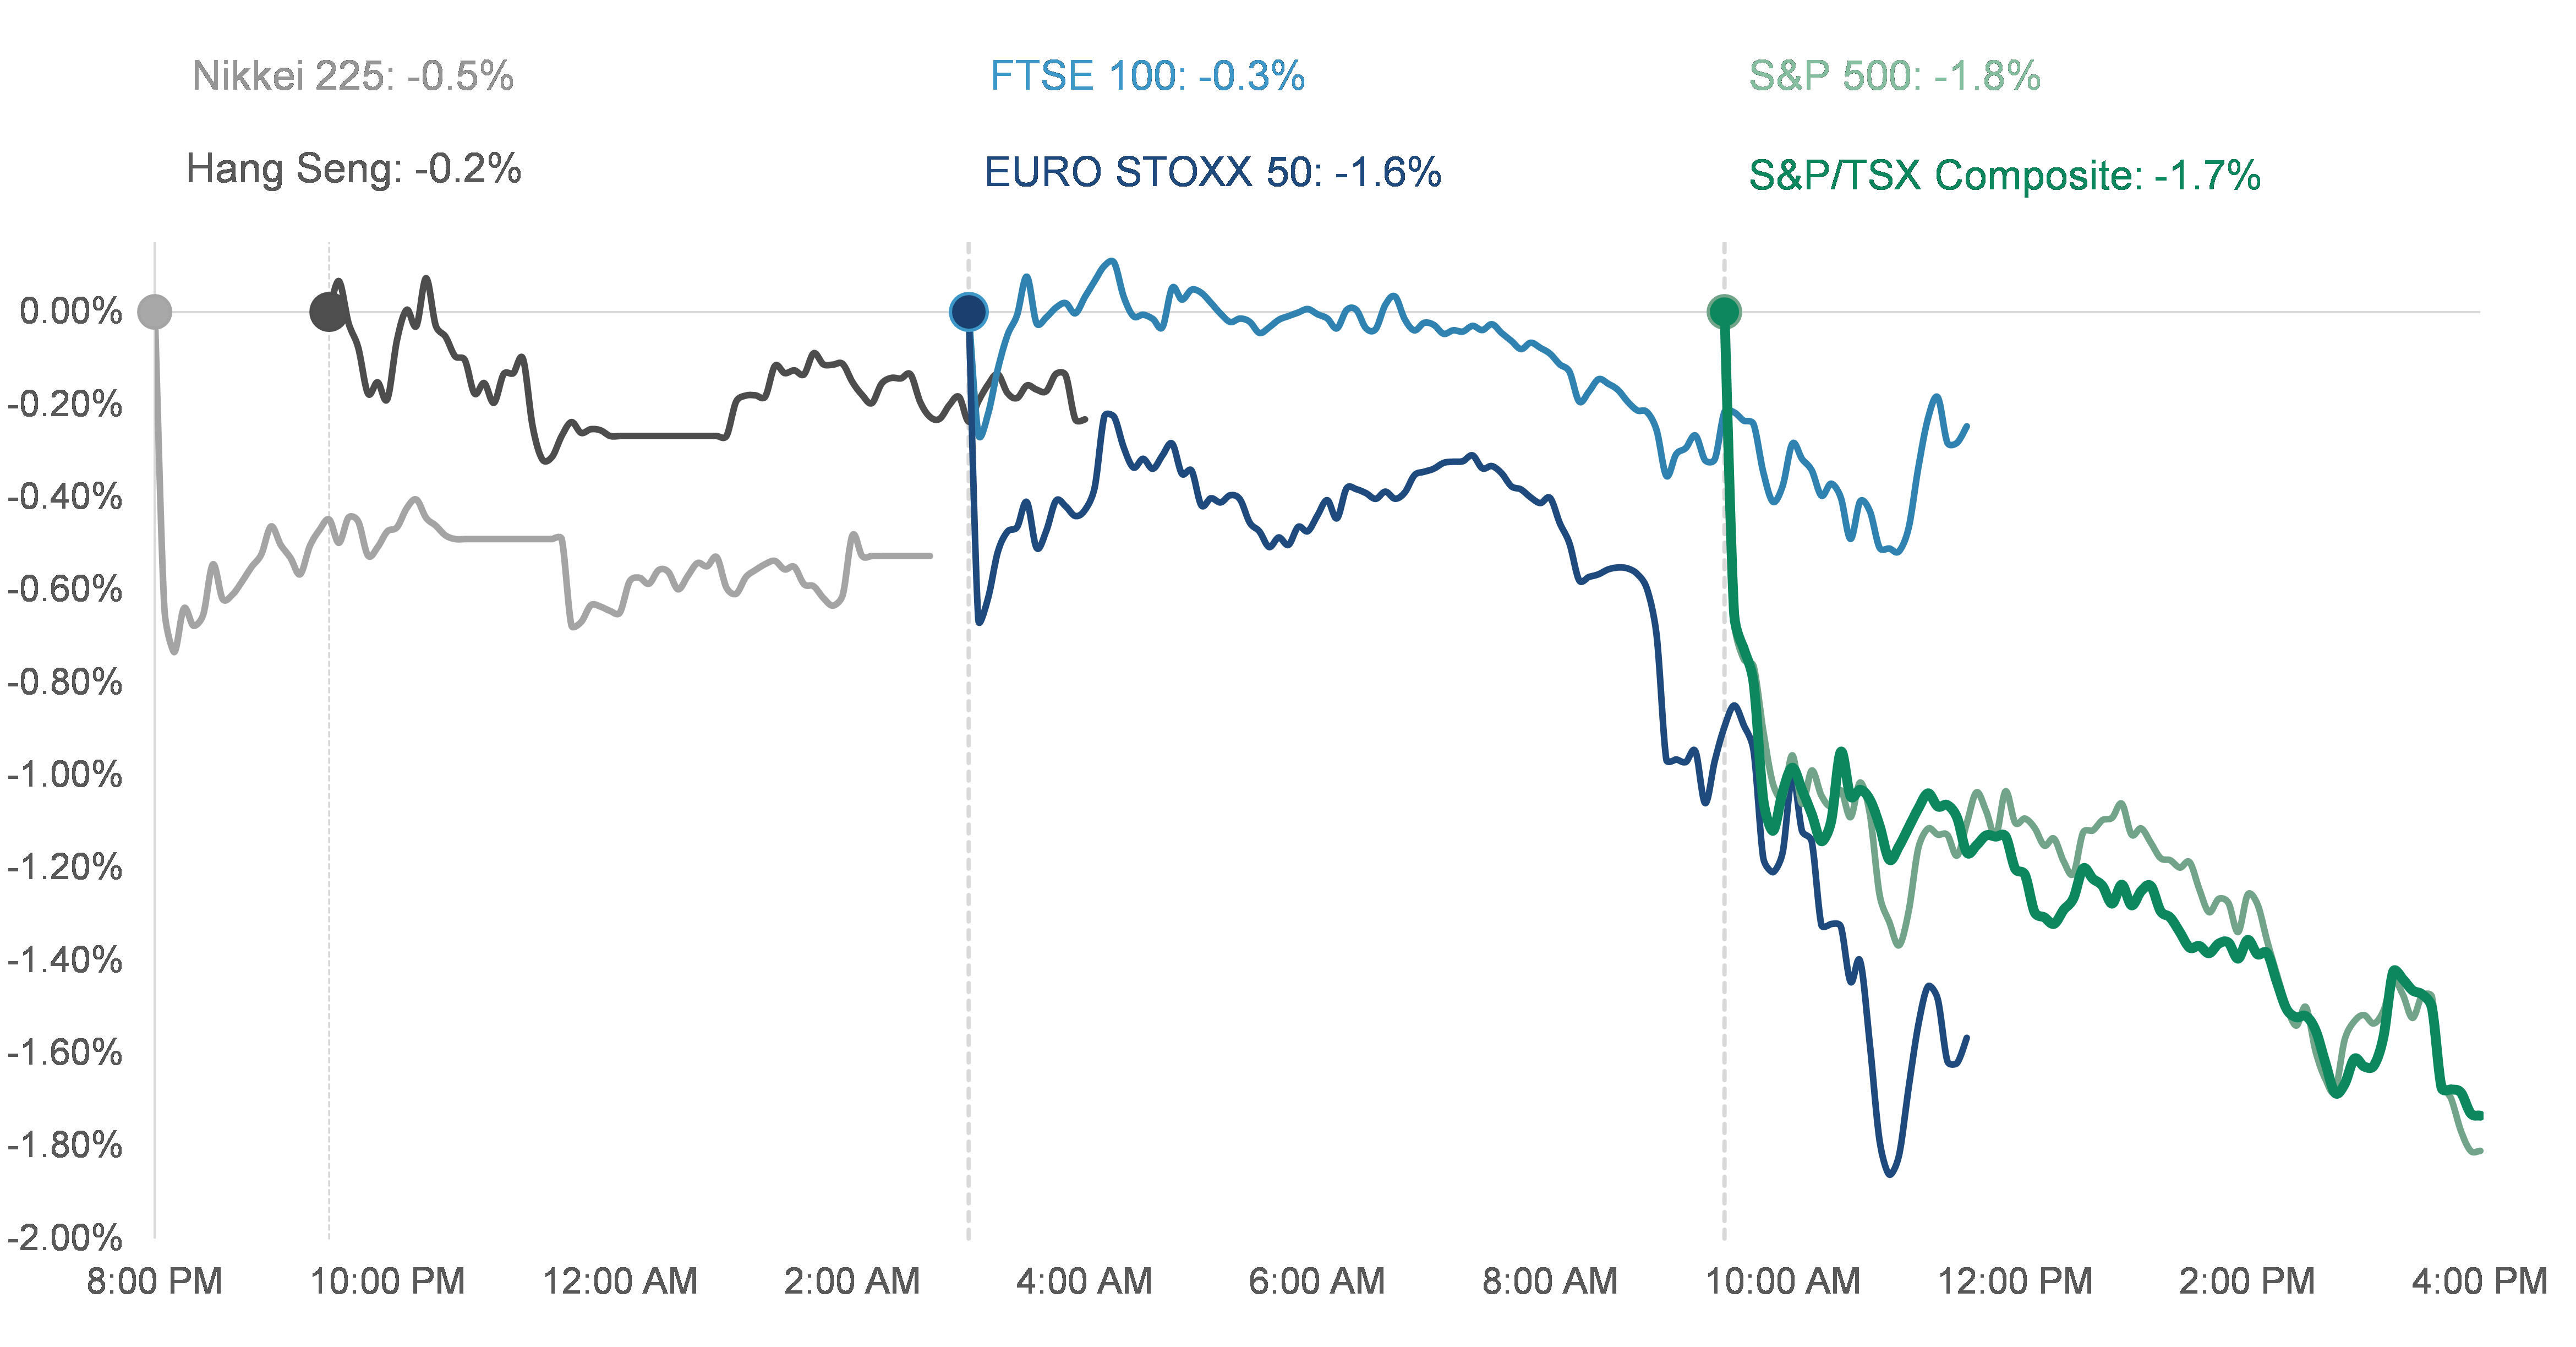 Nikkei 225: -0.5%
FTSE 100: -0.3%
S&P 500: -1.8%
Hang Seng: -0.2%
EURO STOXX 50: -1.6%
S&P/TSX Composite: -1.7%
0.00%
-0.20%
-0.40%
-0.60%
-0.80%
-1.00%
-1.20%
-1.40%
-1.60%
-1.80%
-2.00%
8:00 PM
10:00 PM
12:00 AM
2:00 AM
4:00 AM
6:00 AM
8:00 AM
10:00 AM
12:00 PM
2:00 PM
4:00 PM